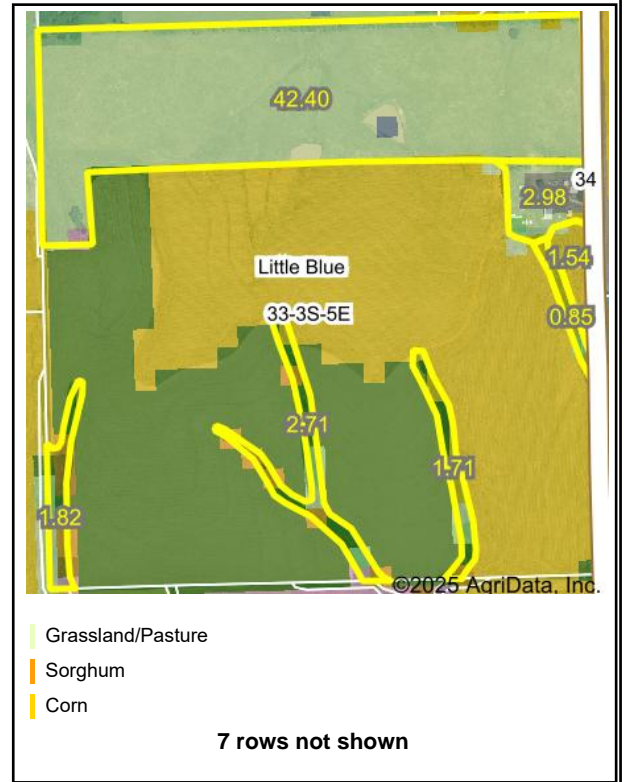 42.40
34
2.98
1.54
Little Blue
33-3S-5E
0.85
2.71
1.71
1.82
©2025 AgriData, Inc.
Grassland/Pasture
Sorghum
Corn
7 rows not shown